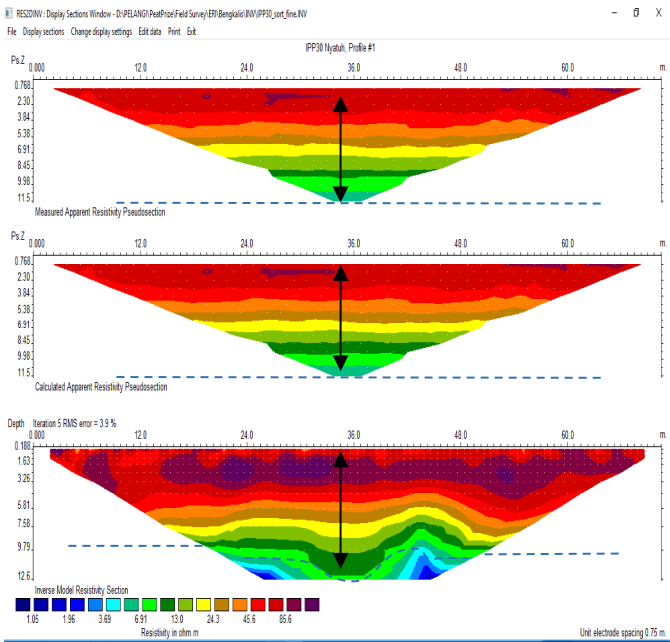 RES2DINV : Display Sections Window - D:\PELANGI\PeatPrize\Field Survey\ERI\Bengkalis\INV\IPP30_sort_fine.INV
File Display sections Change display settings Edit data Print Exit
IPP30 Nyatuh, Profile #1
Ps.Z
0.000 12.0 24.0 36.0 48.0 60.0 m.
0.768
2.30
3.84
5.38
6.91
8.45
9.98
11.5
Measured Apparent Resistivity Pseudosection
Ps.Z
0.000 12.0 24.0 36.0 48.0 60.0 m.
0.768
2.30
3.84
5.38
6.91
8.45
9.98
11.5
Calculated Apparent Resistivity Pseudosection
Depth Iteration 5 RMS error = 3.9 %
0.000 12.0 24.0 36.0 48.0 60.0 m.
0.188
1.63
3.26
5.81
7.58
9.79
12.6
Inverse Model Resistivity Section
1.05 1.96 3.69 6.91 13.0 24.3 45.6 85.6
Resistivity in ohm.m
Unit electrode spacing 0.75 m.